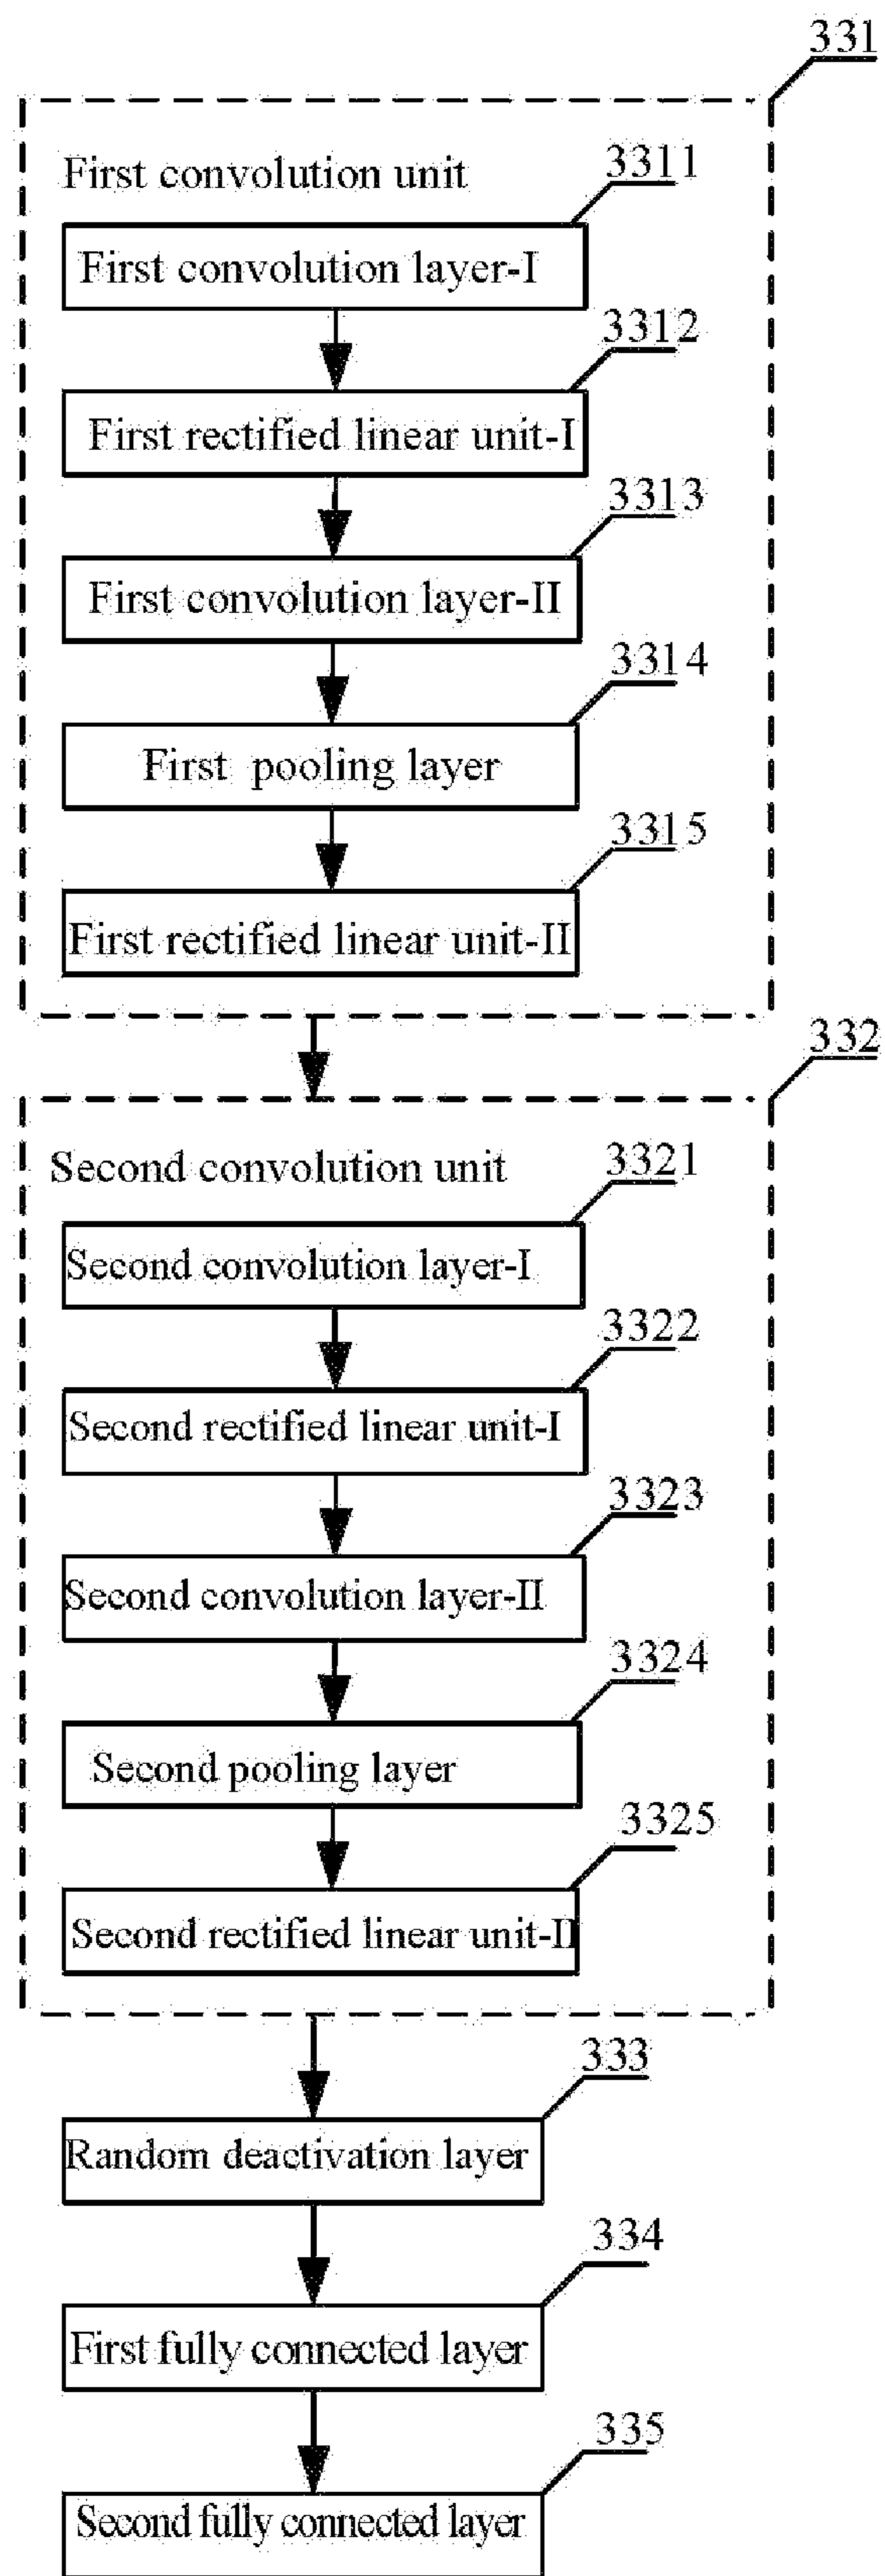 331
First convolution unit
3311
First convolution layer-I
3312
First rectified linear unit-I
3313
First convolution layer-II
3314
First pooling layer
3315
First rectified linear unit-II
332
Second convolution unit
3321
Second convolution layer-I
3322
Second rectified linear unit-I
3323
Second convolution layer-II
3324
Second pooling layer
3325
Second rectified linear unit-II
333
Random deactivation layer
334
First fully connected layer
335
Second fully connected layer